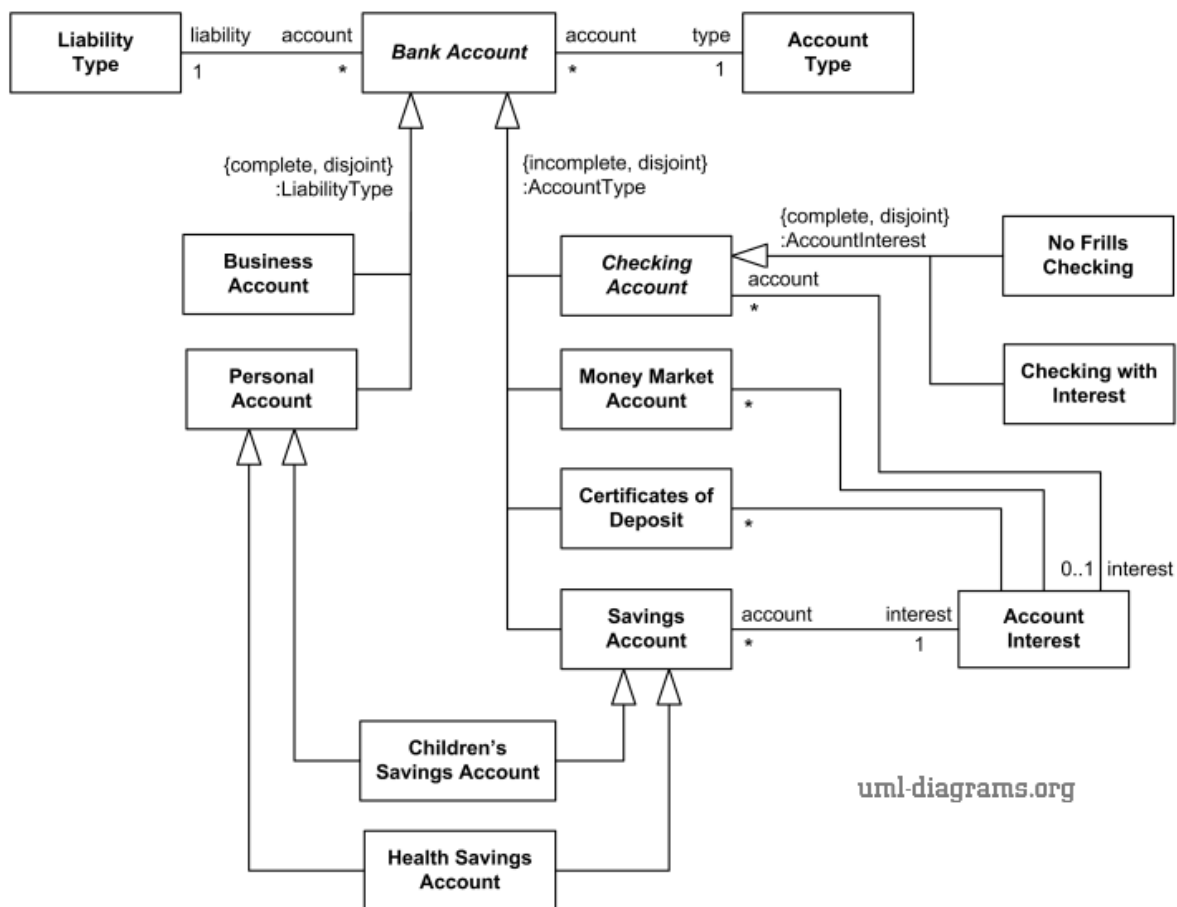 Liability
Type
liability
account
1
*
Bank Account
account
type
*
1
Account
Type
{complete, disjoint}
:LiabilityType
{incomplete, disjoint}
:AccountType
{complete, disjoint}
:AccountInterest
Business
Account
Checking
Account
account
*
No Frills
Checking
Personal
Account
Money Market
Account
*
Checking with
Interest
Certificates of
Deposit
*
0..1 interest
Savings
Account
account
interest
*
1
Account
Interest
Children's
Savings Account
Health Savings
Account
uml-diagrams.org